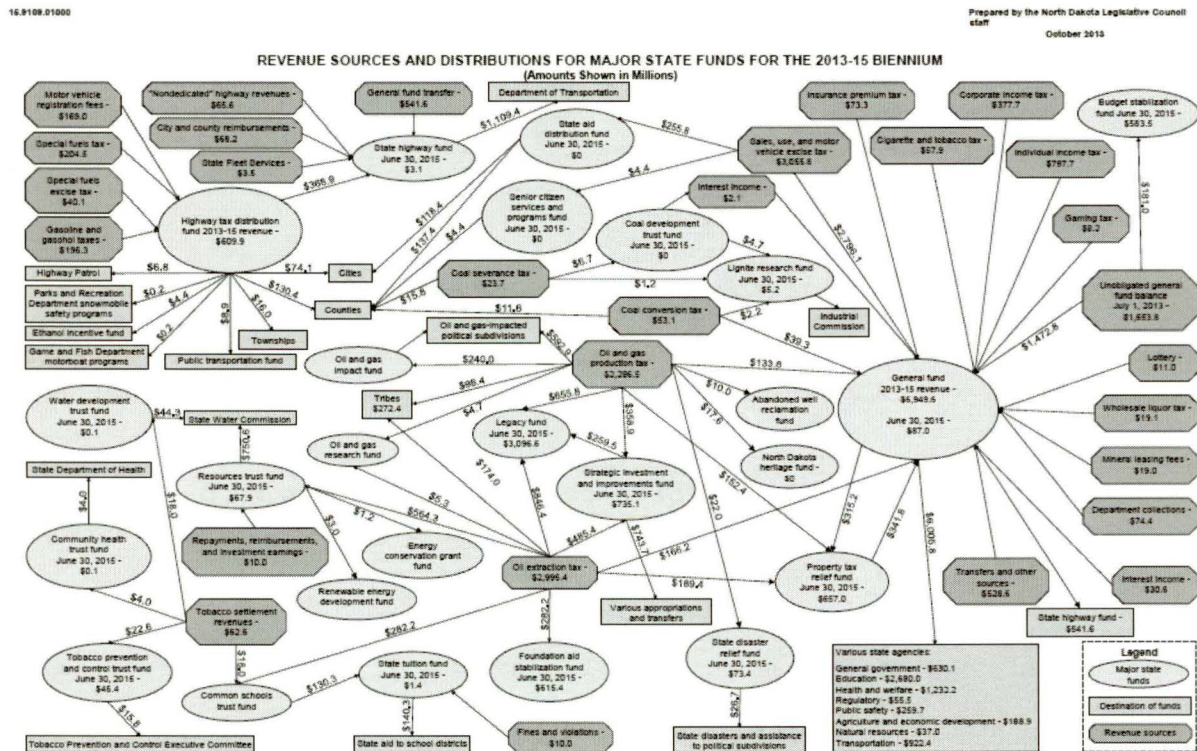 15.9109.01000
Prepared by the North Dakota Legislative Council
staff
October 2013
REVENUE SOURCES AND DISTRIBUTIONS FOR MAJOR STATE FUNDS FOR THE 2013-15 BIENNIUM
(Amounts Shown in Millions)
Motor vehicle
registration fees -
$169.0
"Nondedicated" highway revenues -
$65.6
General fund transfer -
$541.6
Department of Transportation
Insurance premium tax -
$73.3
Corporate income tax -
$377.7
Budget stabilization
fund June 30, 2015 -
$583.5
City and county reimbursements -
$68.2
$1,109.4
State aid
distribution fund
June 30, 2015 -
$0
$255.8
Sales, use, and motor
vehicle excise tax -
$3,055.8
Cigarette and tobacco tax -
$57.9
Individual income tax -
$797.7
Special fuels tax -
$204.5
State Fleet Services -
$3.5
State highway fund
June 30, 2015 -
$3.1
$368.9
$4.4
$181.0
Special fuels
excise tax -
$40.1
Highway tax distribution
fund 2013-15 revenue -
$609.9
$118.4
$137.4
$4.4
Senior citizen
services and
programs fund
June 30, 2015 -
$0
Interest income -
$2.1
Coal development
trust fund
June 30, 2015 -
$0
$2,796.1
Gaming tax -
$8.2
Gasoline and
gasohol taxes -
$196.3
$4.7
Highway Patrol
$6.8
$74.1
Cities
Coal severance tax -
$23.7
$6.7
$1.2
Lignite research fund
June 30, 2015 -
$5.2
Unobligated general
fund balance
July 1, 2013 -
$1,653.8
Parks and Recreation
Department snowmobile
safety programs
$0.2
$4.4
$130.4
$15.8
Counties
$11.6
Coal conversion tax -
$53.1
$2.2
Industrial
Commission
$1,472.8
Ethanol incentive fund
$0.2
$8.9
$16.0
Townships
Oil and gas-impacted
political subdivisions
$39.3
Game and Fish Department
motorboat programs
Public transportation fund
Oil and gas
impact fund
$592.9
$240.0
Oil and gas
production tax -
$2,286.5
$133.8
General fund
2013-15 revenue -
$6,949.6
June 30, 2015 -
$87.0
Lottery -
$11.0
Water development
trust fund
June 30, 2015 -
$0.1
$44.3
State Water Commission
Tribes
$272.4
$98.4
$4.7
$655.8
$358.9
$10.0
$175.6
Abandoned well
reclamation
fund
Wholesale liquor tax -
$19.1
State Department of Health
$750.6
Oil and gas
research fund
Legacy fund
June 30, 2015 -
$3,096.6
$259.5
Strategic investment
and improvements fund
June 30, 2015 -
$735.1
North Dakota
heritage fund -
$0
Mineral leasing fees -
$19.0
$4.0
$18.0
Resources trust fund
June 30, 2015 -
$67.9
$174.0
$846.4
$22.0
$152.4
$315.2
$341.8
Department collections -
$74.4
Community health
trust fund
June 30, 2015 -
$0.1
Repayments, reimbursements,
and investment earnings -
$10.0
$3.0
$5.3
$564.3
$1.2
Energy
conservation grant
fund
$485.4
$743.7
$166.2
$6,005.8
Oil extraction tax -
$2,996.4
$189.4
Property tax
relief fund
June 30, 2015 -
$657.0
Transfers and other
sources -
$528.6
Interest income -
$30.6
$4.0
Tobacco settlement
revenues -
$62.6
Renewable energy
development fund
Various appropriations
and transfers
State highway fund -
$541.6
$22.6
$282.2
$282.2
Tobacco prevention
and control trust fund
June 30, 2015 -
$45.4
Common schools
trust fund
$130.3
State tuition fund
June 30, 2015 -
$1.4
Foundation aid
stabilization fund
June 30, 2015 -
$615.4
State disaster
relief fund
June 30, 2015 -
$73.4
Various state agencies:
General government - $630.1
Education - $2,680.0
Health and welfare - $1,232.2
Regulatory - $55.5
Public safety - $259.7
Agriculture and economic development - $188.9
Natural resources - $37.0
Transportation - $922.4
Legend
Major state
funds
Destination of funds
Revenue sources
$15.8
$140.3
Fines and violations -
$10.0
$26.7
Tobacco Prevention and Control Executive Committee
State aid to school districts
State disasters and assistance
to political subdivisions